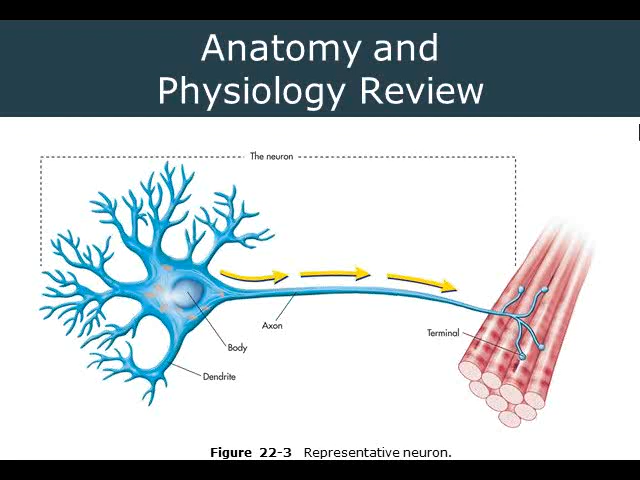 Anatomy and
Physiology Review
The neuron
Axon
Terminal
Body
Dendrite
Figure 22-3 Representative neuron.